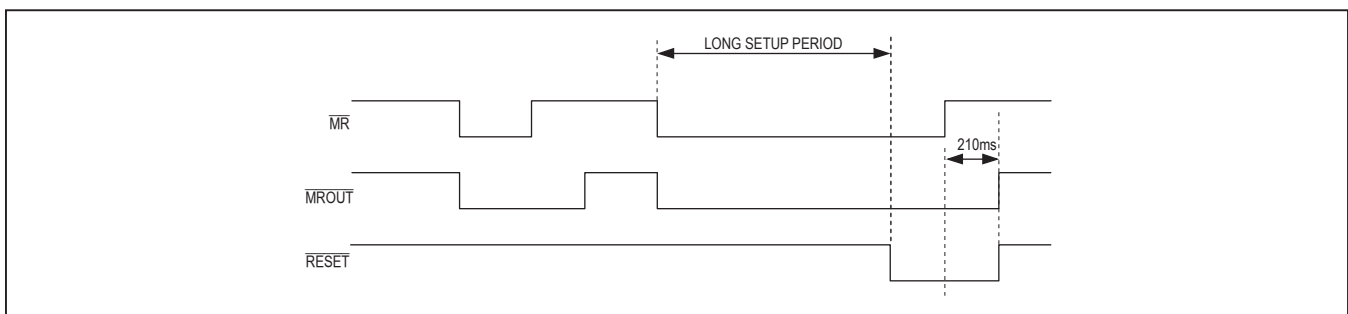 LONG SETUP PERIOD
MR
210ms
MROUT
RESET